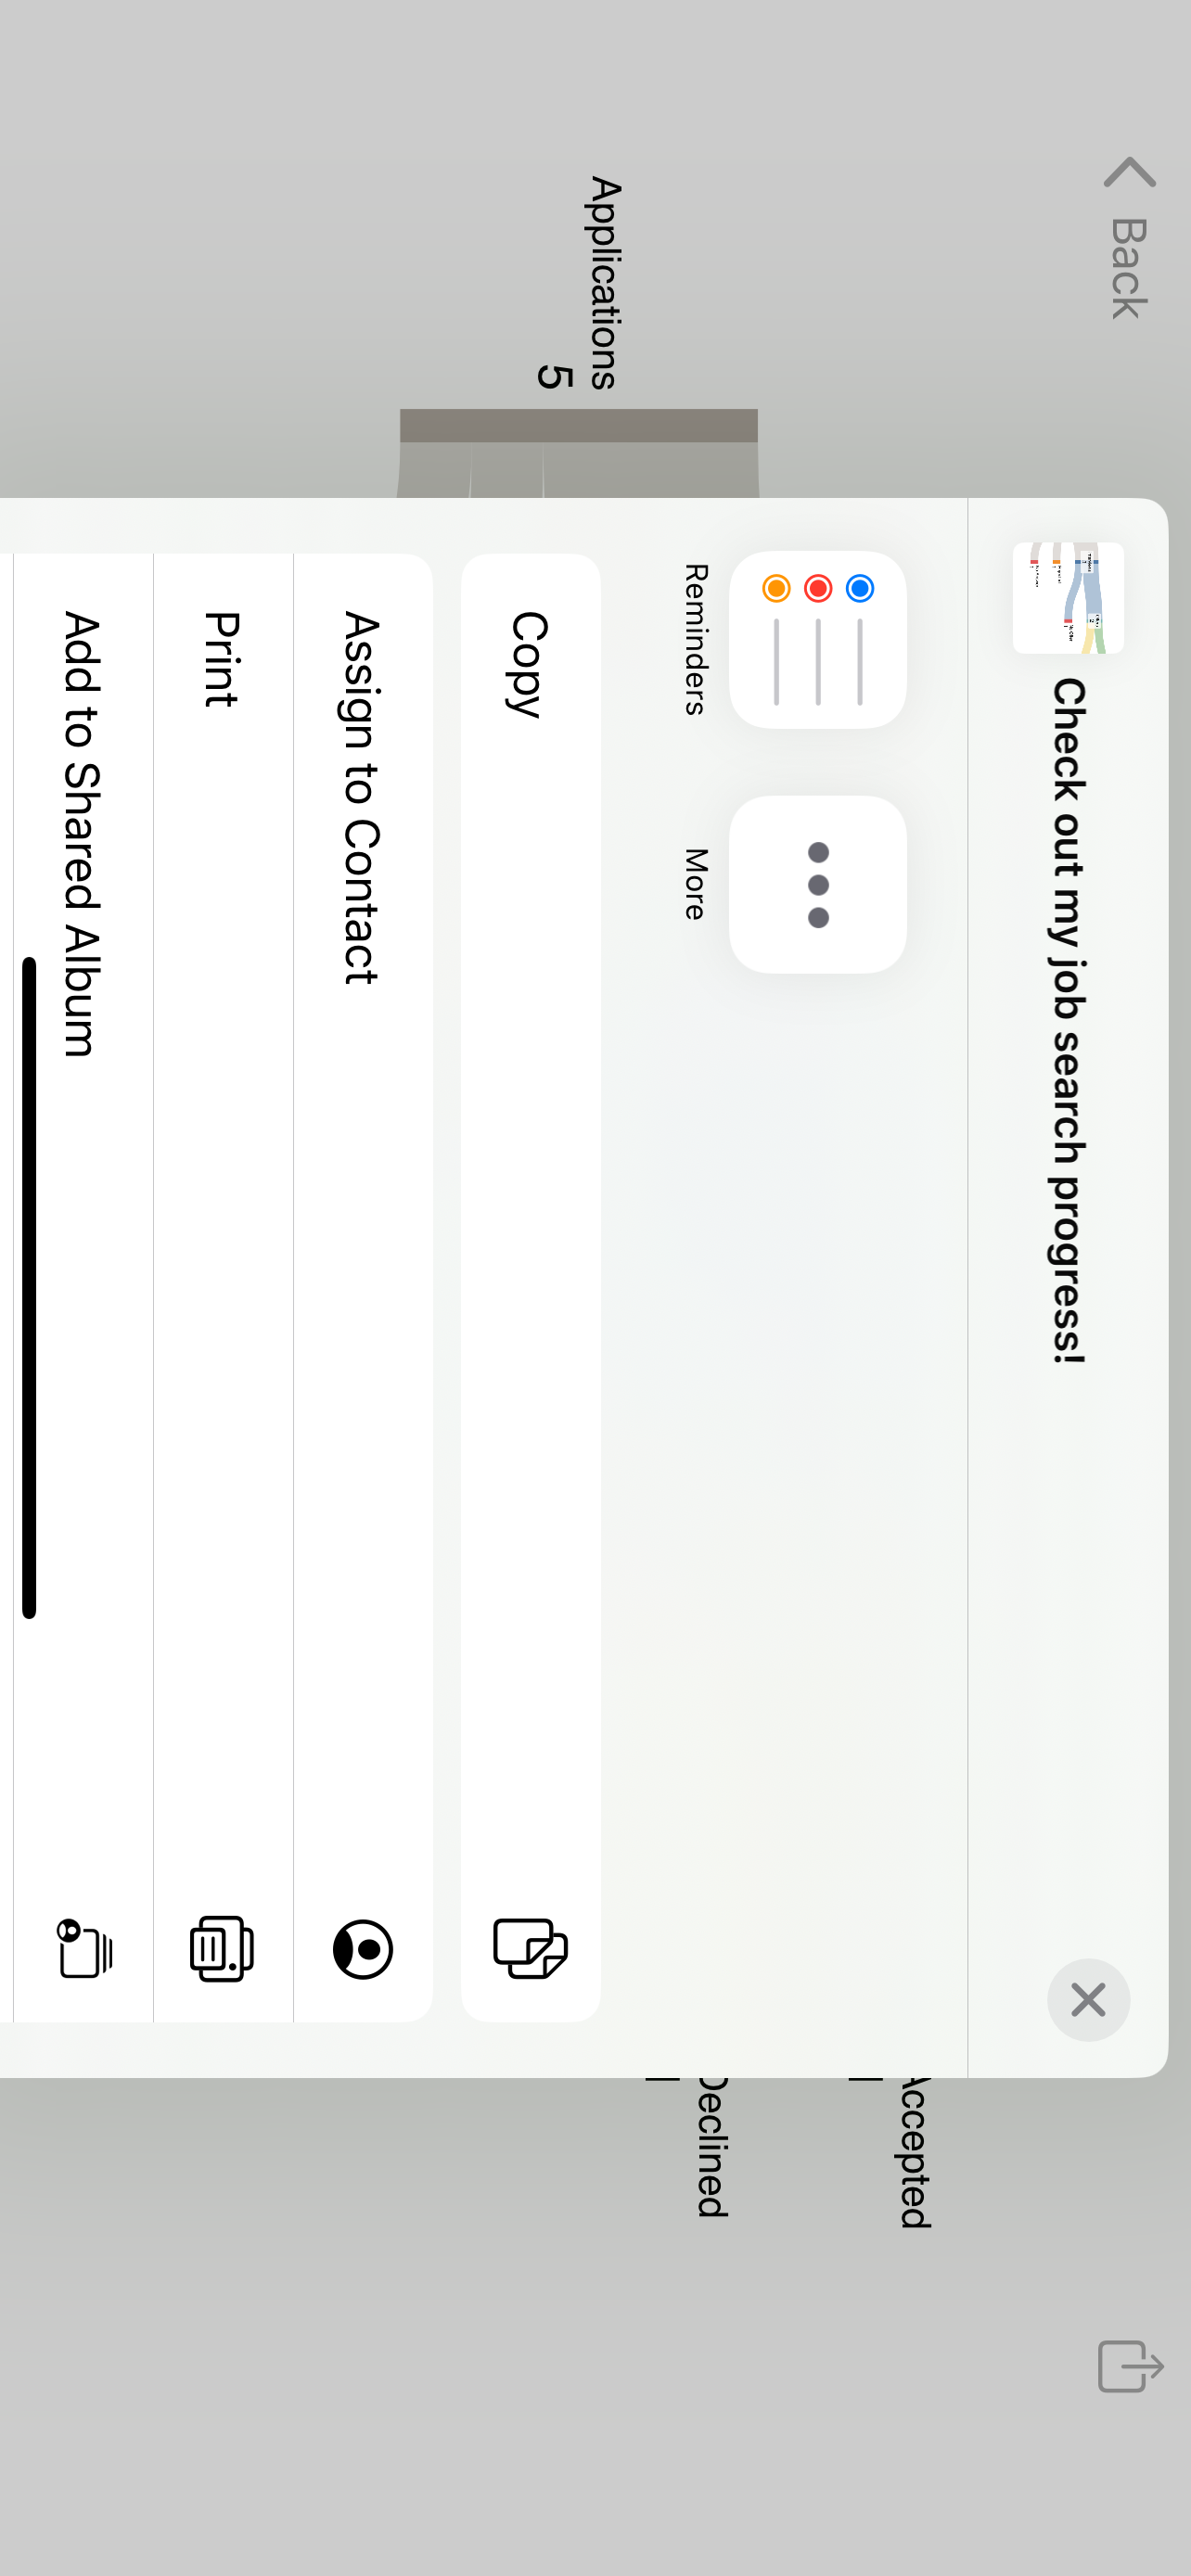 Back
Check out my job search progress!
Reminders
More
Applications
5
Copy
Assign to Contact
Print
Add to Shared Album
Accepted
Declined